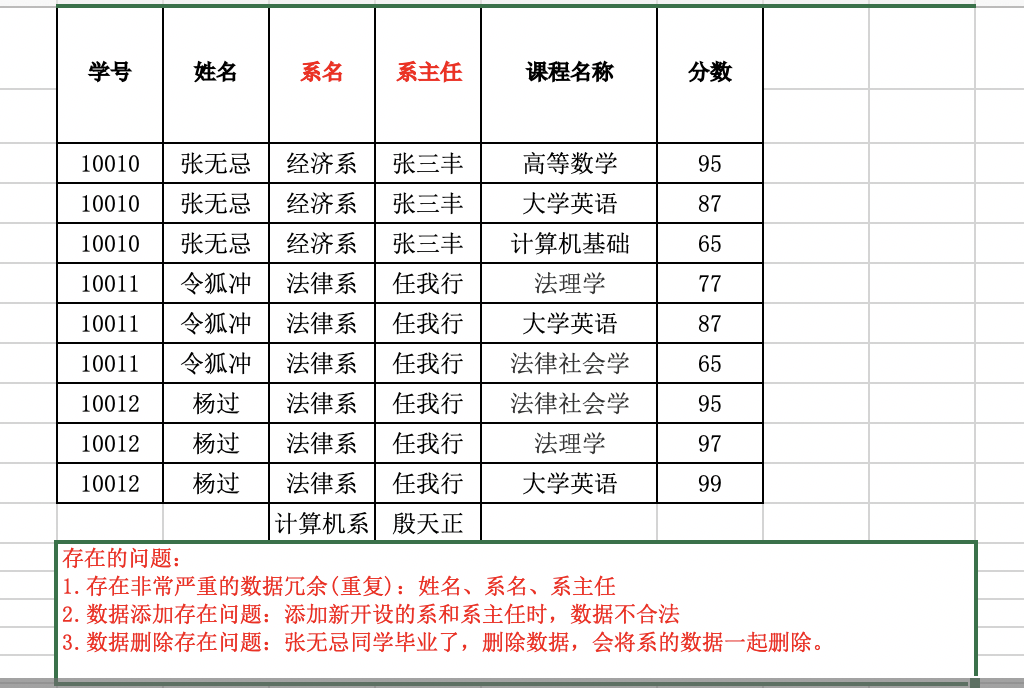 学号 姓名 系名 系主任 课程名称 分数
10010 张无忌 经济系 张三丰 高等数学 95
10010 张无忌 经济系 张三丰 大学英语 87
10010 张无忌 经济系 张三丰 计算机基础 65
10011 令狐冲 法律系 任我行 法理学 77
10011 令狐冲 法律系 任我行 大学英语 87
10011 令狐冲 法律系 任我行 法律社会学 65
10012 杨过 法律系 任我行 法律社会学 95
10012 杨过 法律系 任我行 法理学 97
10012 杨过 法律系 任我行 大学英语 99
计算机系 殷天正
存在的问题：
1.存在非常严重的数据冗余(重复)：姓名、系名、系主任
2.数据添加存在问题：添加新开设的系和系主任时，数据不合法
3.数据删除存在问题：张无忌同学毕业了，删除数据，会将系的数据一起删除。